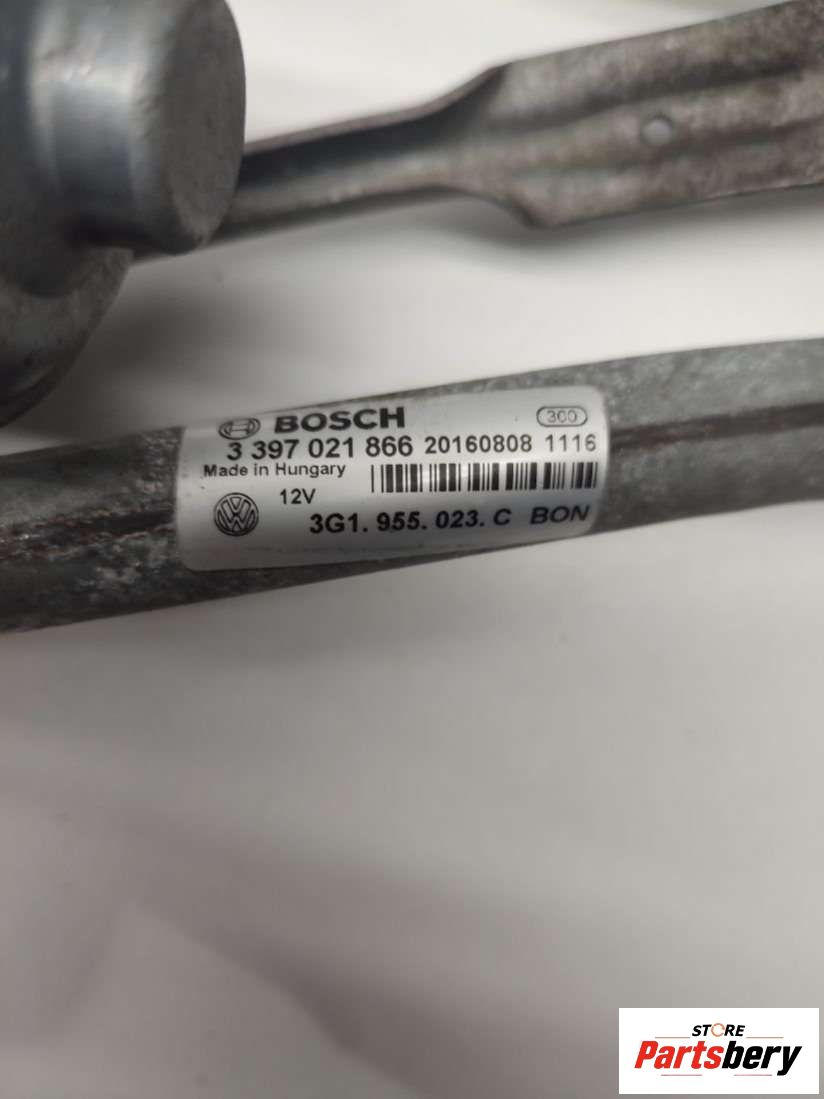 BOSCH 300
3 397 021 866 20160808 1116
Made in Hungary
12V
3G1. 955. 023. C BON
STORE
Partsbery